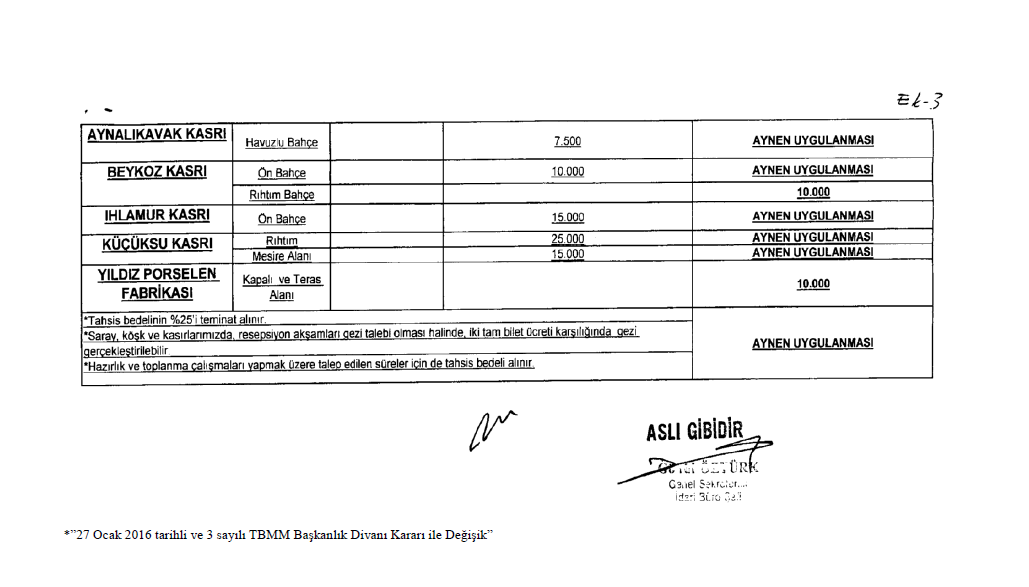 Ek-3
AYNALIKAVAK KASRI Havuzlu Bahçe 7.500 AYNEN UYGULANMASI
BEYKOZ KASRI Ön Bahçe 10.000 AYNEN UYGULANMASI
Rıhtım Bahçe 10.000
IHLAMUR KASRI Ön Bahçe 15.000 AYNEN UYGULANMASI
KÜÇÜKSU KASRI Rıhtım 25.000 AYNEN UYGULANMASI
Mesire Alanı 15.000 AYNEN UYGULANMASI
YILDIZ PORSELEN FABRİKASI Kapalı ve Teras Alanı 10.000
*Tahsis bedelinin %25'i teminat alınır.
*Saray, köşk ve kasırlarımızda, resepsiyon akşamları gezi talebi olması halinde, iki tam bilet ücreti karşılığında gezi
gerçekleştirilebilir
*Hazırlık ve toplanma çalışmaları yapmak üzere talep edilen süreler için de tahsis bedeli alınır.
AYNEN UYGULANMASI
ASLI GİBİDİR
ÖZTÜRK
Genel
İdari Büro
*”27 Ocak 2016 tarihli ve 3 sayılı TBMM Başkanlık Divanı Kararı ile Değişik”